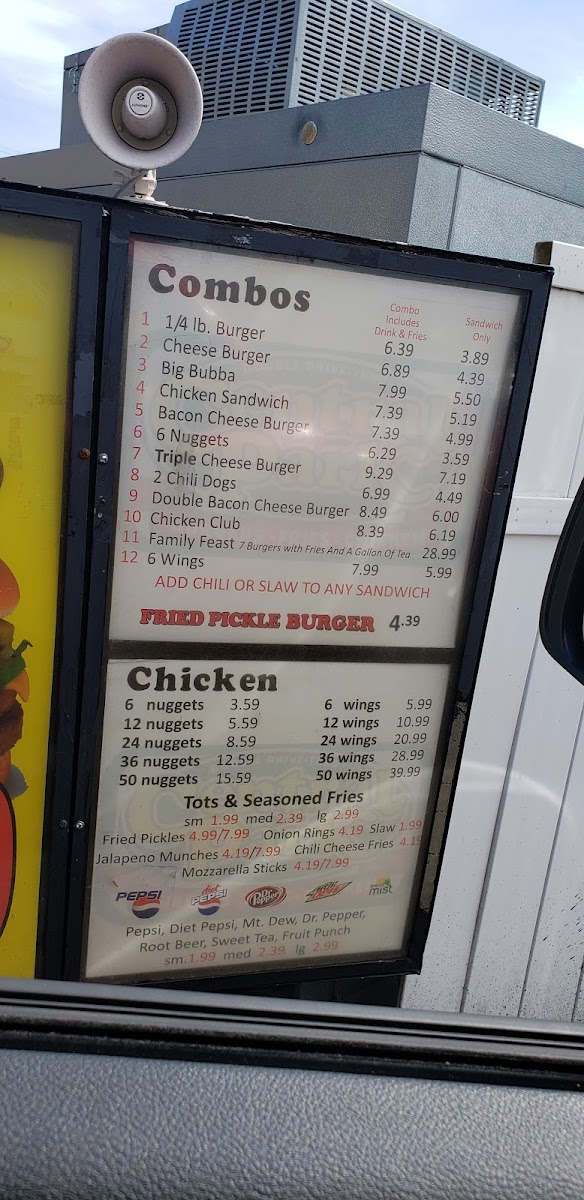 Combos
Combo Includes Drink & Fries
Sandwich Only
1 1/4 lb. Burger 6.39 3.89
2 Cheese Burger 6.89 4.39
3 Big Bubba 7.99 5.50
4 Chicken Sandwich 7.39 5.19
5 Bacon Cheese Burger 7.39 4.99
6 6 Nuggets 6.29 3.59
7 Triple Cheese Burger 9.29 7.19
8 2 Chili Dogs 6.99 4.49
9 Double Bacon Cheese Burger 8.49 6.00
10 Chicken Club 8.39 6.19
11 Family Feast 7 Burgers with Fries And A Gallon Of Tea 28.99
12 6 Wings 7.99 5.99
ADD CHILI OR SLAW TO ANY SANDWICH
FRIED PICKLE BURGER 4.39
Chicken
6 nuggets 3.59 6 wings 5.99
12 nuggets 5.59 12 wings 10.99
24 nuggets 8.59 24 wings 20.99
36 nuggets 12.59 36 wings 28.99
50 nuggets 15.59 50 wings 39.99
Tots & Seasoned Fries
sm 1.99 med 2.39 lg 2.99
Fried Pickles 4.99/7.99 Onion Rings 4.19 Slaw 1.99
Jalapeno Munches 4.19/7.99 Chili Cheese Fries 4.19
Mozzarella Sticks 4.19/7.99
PEPSI diet PEPSI Dr Pepper Mtn Dew mist
Pepsi, Diet Pepsi, Mt. Dew, Dr. Pepper,
Root Beer, Sweet Tea, Fruit Punch
sm.1.99 med 2.39. lg 2.99